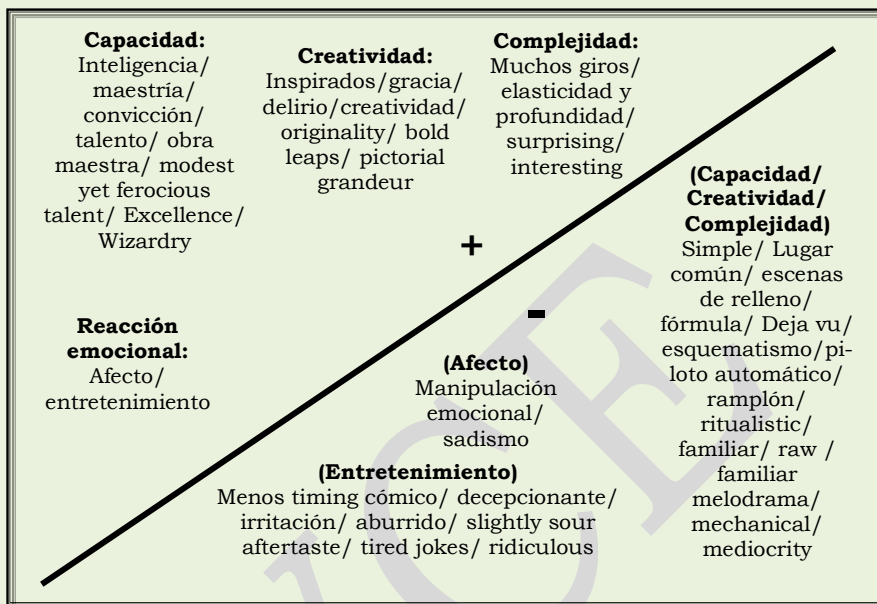 Capacidad:
Inteligencia/
maestría/
convicción/
talento/ obra
maestra/ modest
yet ferocious
talent/ Excellence/
Wizardry
Creatividad:
Inspirados/gracia/
delirio/creatividad/
originality/ bold
leaps/ pictorial
grandeur
Complejidad:
Muchos giros/
elasticidad y
profundidad/
surprising/
interesting
+
-
(Capacidad/
Creatividad/
Complejidad)
Simple/ Lugar
común/ escenas
de relleno/
fórmula/ Deja vu/
esquematismo/pi-
loto automático/
ramplón/
ritualistic/
familiar/ raw /
familiar
melodrama/
mechanical/
mediocrity
Reacción
emocional:
Afecto/
entretenimiento
(Afecto)
Manipulación
emocional/
sadismo
(Entretenimiento)
Menos timing cómico/ decepcionante/
irritación/ aburrido/ slightly sour
aftertaste/ tired jokes/ ridiculous